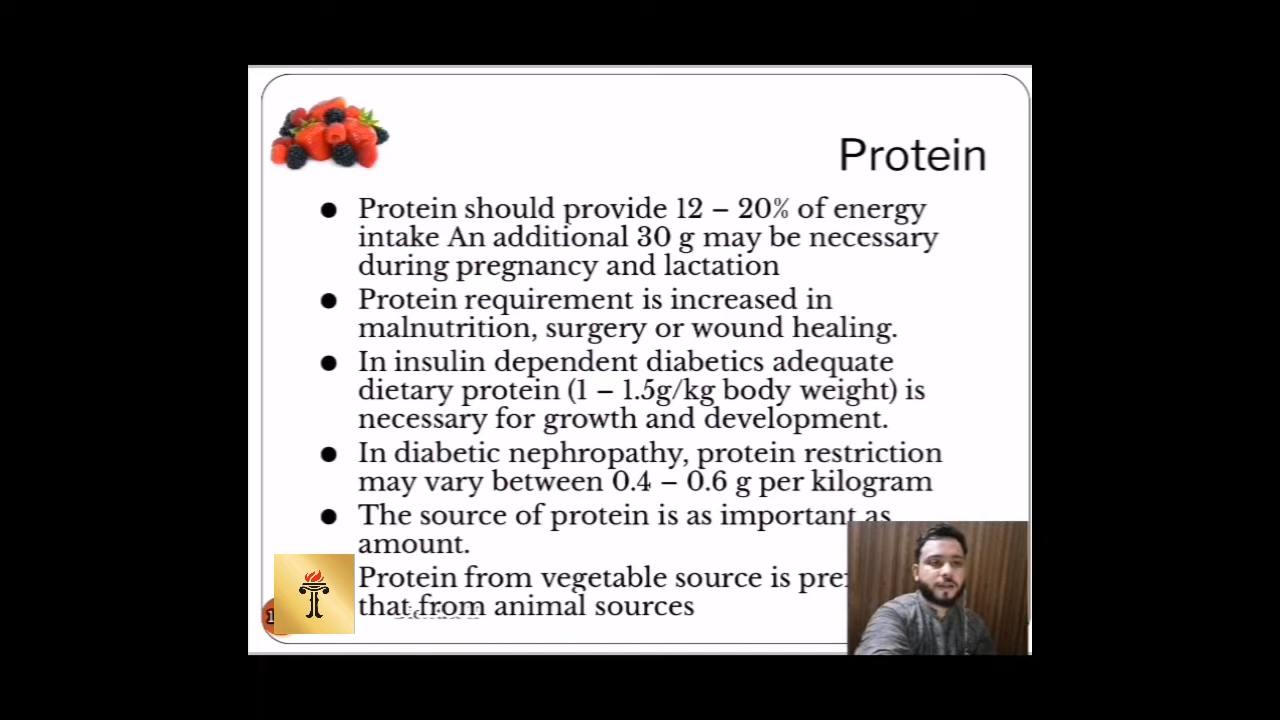 Protein
● Protein should provide 12 – 20% of energy
intake An additional 30 g may be necessary
during pregnancy and lactation
● Protein requirement is increased in
malnutrition, surgery or wound healing.
● In insulin dependent diabetics adequate
dietary protein (1 – 1.5g/kg body weight) is
necessary for growth and development.
● In diabetic nephropathy, protein restriction
may vary between 0.4 – 0.6 g per kilogram
● The source of protein is as important as
amount.
Protein from vegetable source is
that from animal sources